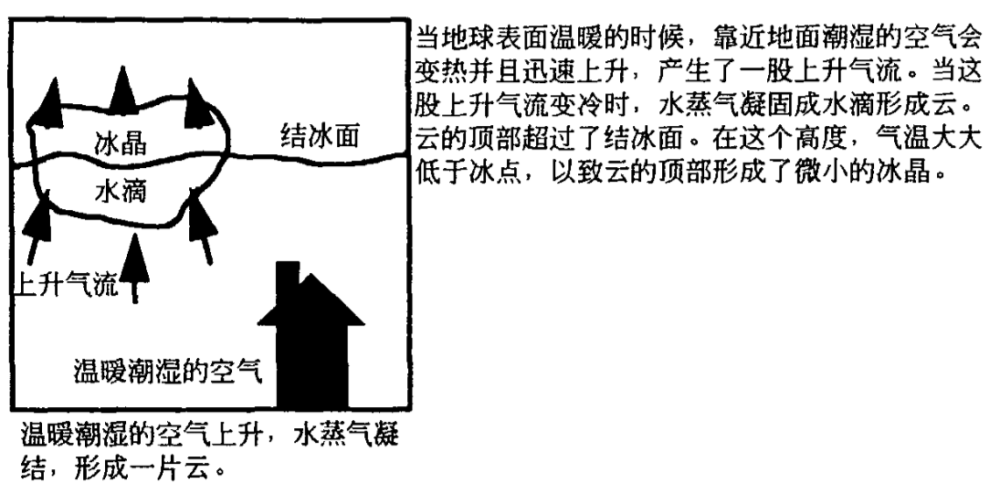 当地球表面温暖的时候，靠近地面潮湿的空气会
变热并且迅速上升，产生了一股上升气流。当这
股上升气流变冷时，水蒸气凝固成水滴形成云。
云的顶部超过了结冰面。在这个高度，气温大大
低于冰点，以致云的顶部形成了微小的冰晶。
冰晶
结冰面
水滴
上升气流
温暖潮湿的空气
温暖潮湿的空气上升，水蒸气凝
结，形成一片云。